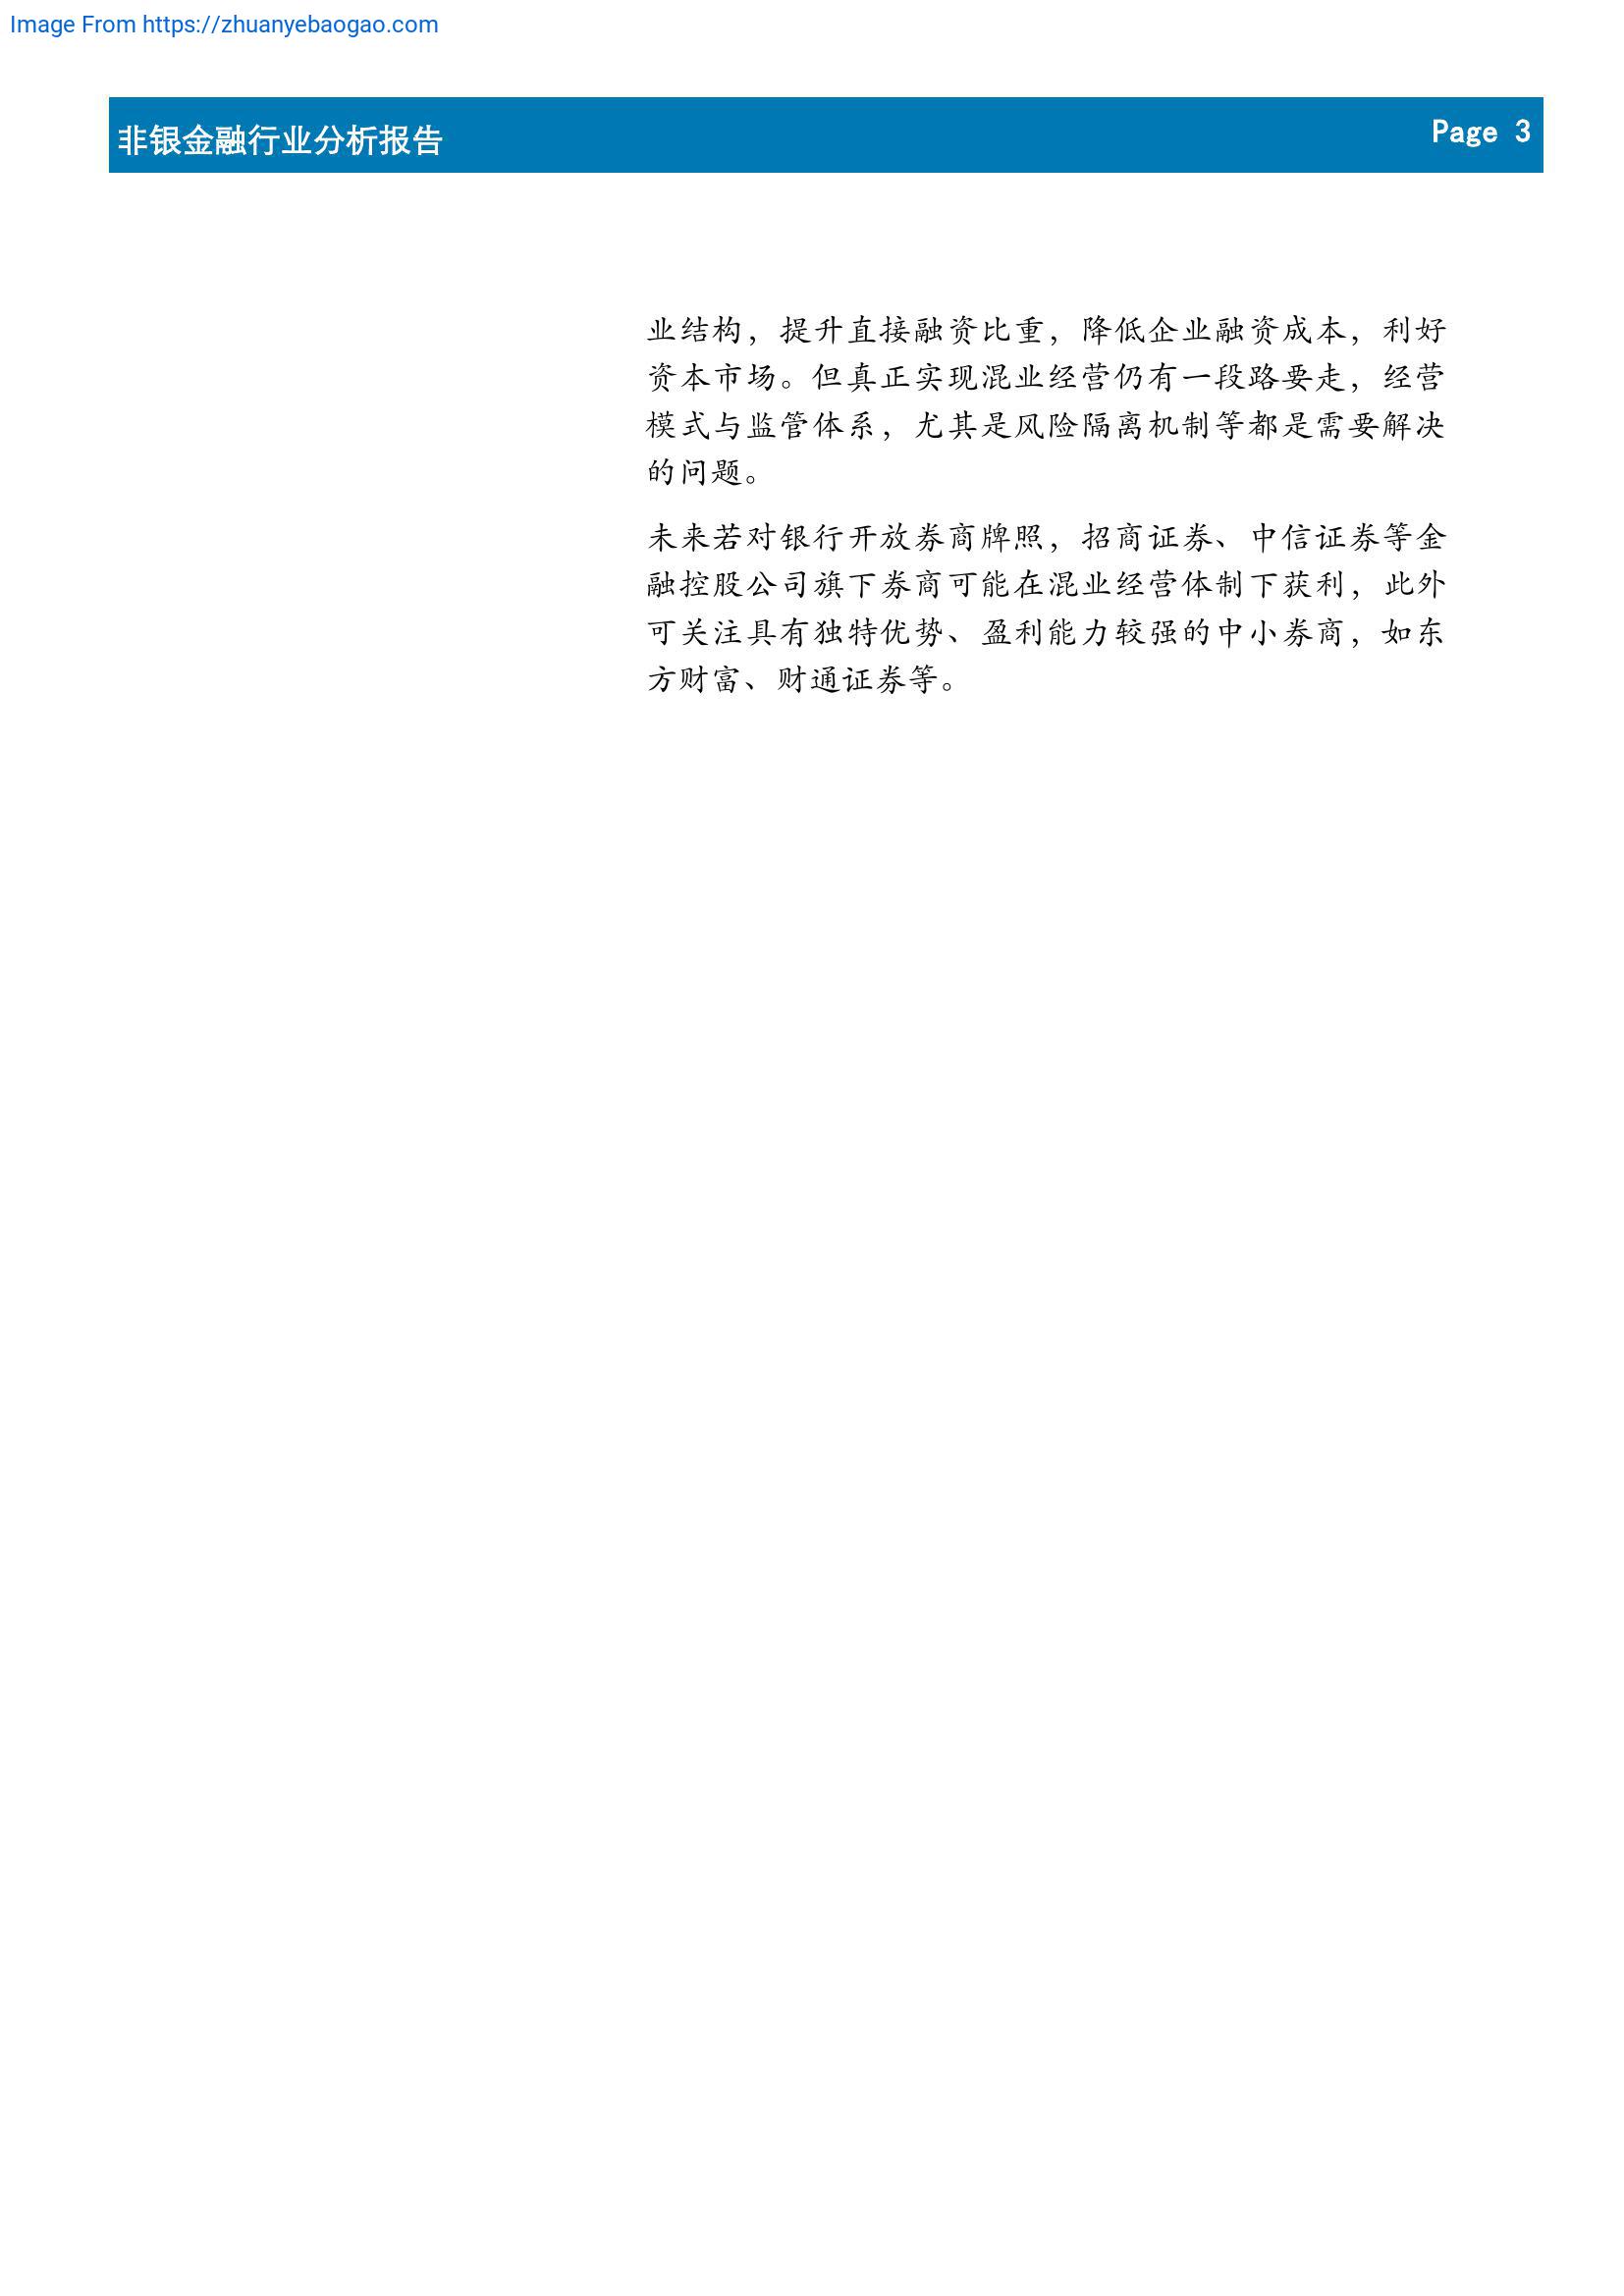 Image From https://zhuanyebaogao.com
非银金融行业分析报告
Page 3
业结构，提升直接融资比重，降低企业融资成本，利好
资本市场。但真正实现混业经营仍有一段路要走，经营
模式与监管体系，尤其是风险隔离机制等都是需要解决
的问题。
未来若对银行开放券商牌照，招商证券、中信证券等金
融控股公司旗下券商可能在混业经营体制下获利，此外
可关注具有独特优势、盈利能力较强的中小券商，如东
方财富、财通证券等。